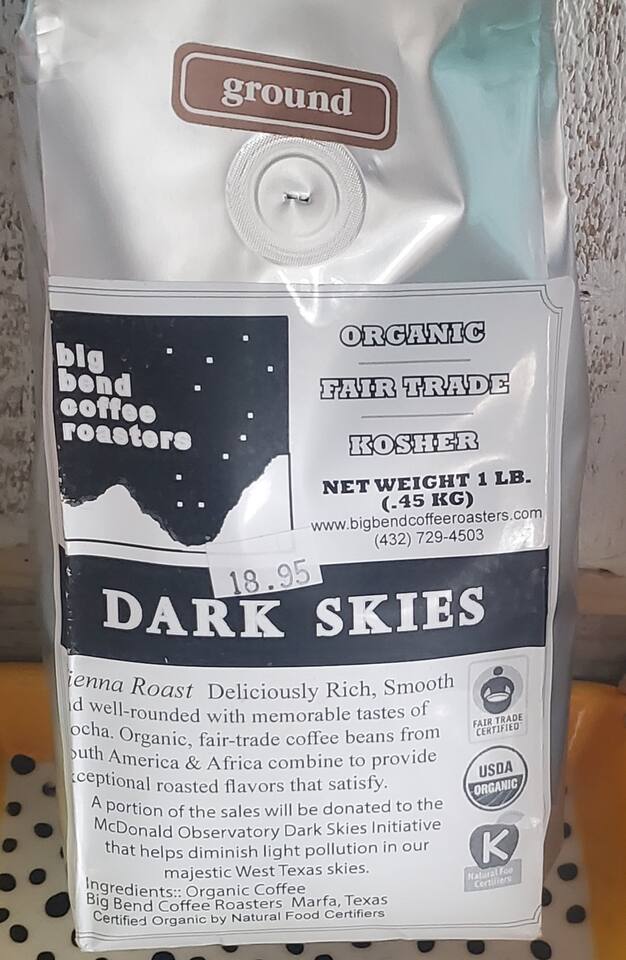 ground
big
bend
coffee
roasters
ORGANIC
FAIR TRADE
KOSHER
NET WEIGHT 1 LB.
(.45 KG)
www.bigbendcoffeeroasters.com
(432) 729-4503
18.95
DARK SKIES
ienna Roast Deliciously Rich, Smooth
d well-rounded with memorable tastes of
ocha. Organic, fair-trade coffee beans from
outh America & Africa combine to provide
xceptional roasted flavors that satisfy.
A portion of the sales will be donated to the
McDonald Observatory Dark Skies Initiative
that helps diminish light pollution in our
majestic West Texas skies.
Ingredients:: Organic Coffee
Big Bend Coffee Roasters Marfa, Texas
Certified Organic by Natural Food Certifiers
FAIR TRADE
CERTIFIED
USDA
ORGANIC
K
Natural Foo
Certifiers